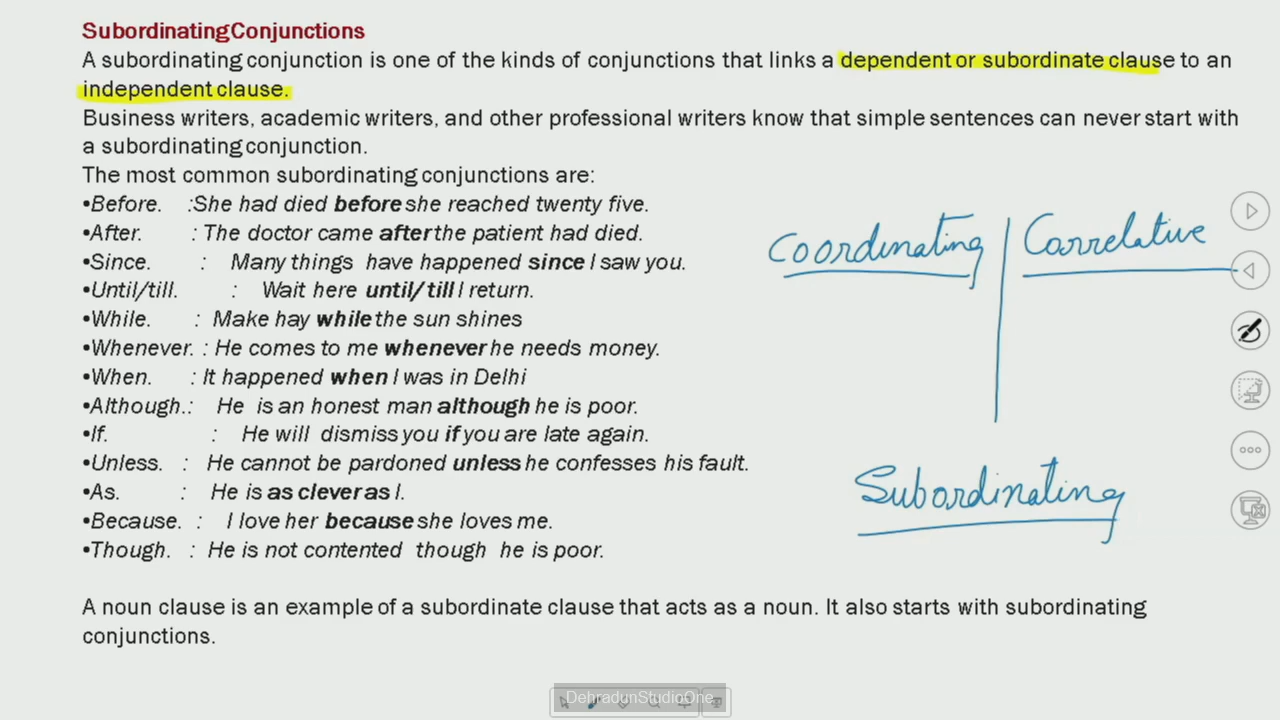 Subordinating Conjunctions
A subordinating conjunction is one of the kinds of conjunctions that links a dependent or subordinate clause to an
independent clause.
Business writers, academic writers, and other professional writers know that simple sentences can never start with
a subordinating conjunction.
The most common subordinating conjunctions are:
•Before. :She had died before she reached twenty five.
•After. : The doctor came after the patient had died.
•Since. : Many things have happened since I saw you.
•Until/till. : Wait here until/ till I return.
•While. : Make hay while the sun shines
•Whenever. : He comes to me whenever he needs money.
•When. : It happened when I was in Delhi
•Although.: He is an honest man although he is poor.
•If. : He will dismiss you if you are late again.
•Unless. : He cannot be pardoned unless he confesses his fault.
•As. : He is as clever as I.
•Because. : I love her because she loves me.
•Though. : He is not contented though he is poor.
A noun clause is an example of a subordinate clause that acts as a noun. It also starts with subordinating
conjunctions.
Coordinating
Correlative
Subordinating
DehradunStudioOne